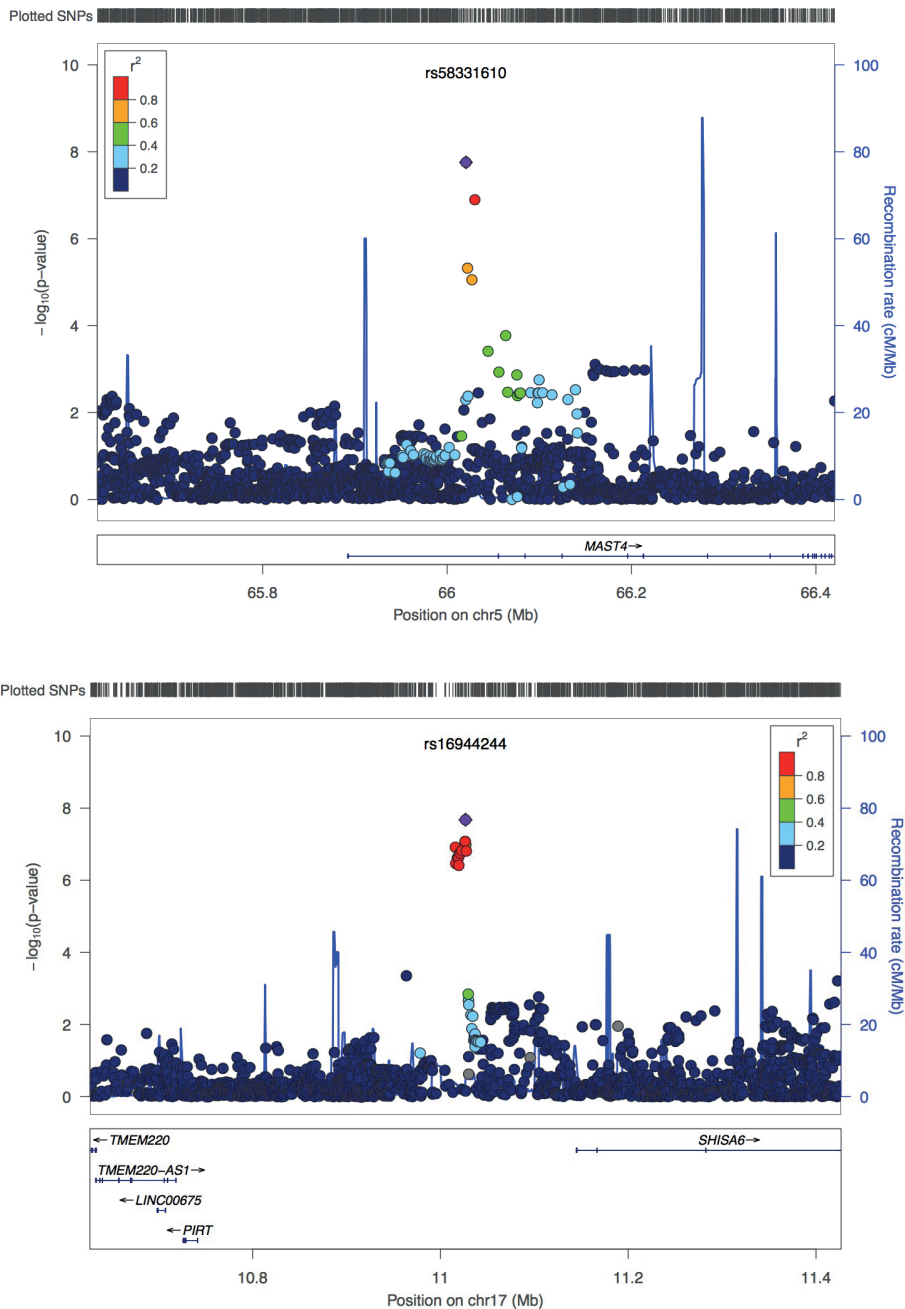 Plotted SNPs
rs58331610
r2
0.8
0.6
0.4
0.2
10
8
6
4
2
0
−log10(p−value)
100
80
60
40
20
0
Recombination rate (cM/Mb)
MAST4→
65.8 66 66.2 66.4
Position on chr5 (Mb)
Plotted SNPs
rs16944244
r2
0.8
0.6
0.4
0.2
10
8
6
4
2
0
−log10(p−value)
100
80
60
40
20
0
Recombination rate (cM/Mb)
←TMEM220 SHISA6→
TMEM220−AS1→
←LINC00675
←PIRT
10.8 11 11.2 11.4
Position on chr17 (Mb)